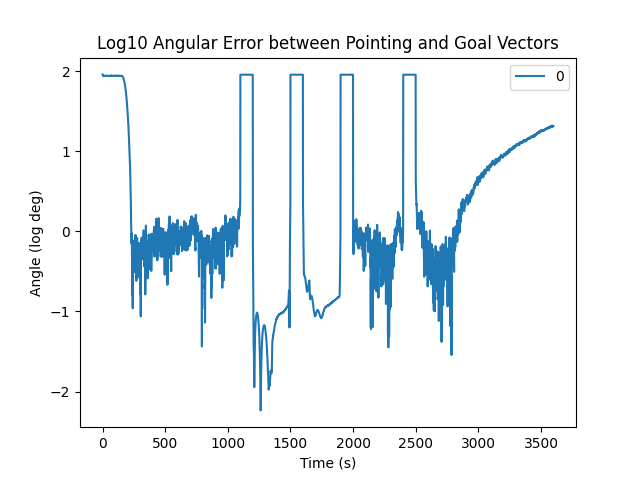 Log10 Angular Error between Pointing and Goal Vectors
0
2
1
0
−1
−2
Angle (log deg)
0 500 1000 1500 2000 2500 3000 3500
Time (s)